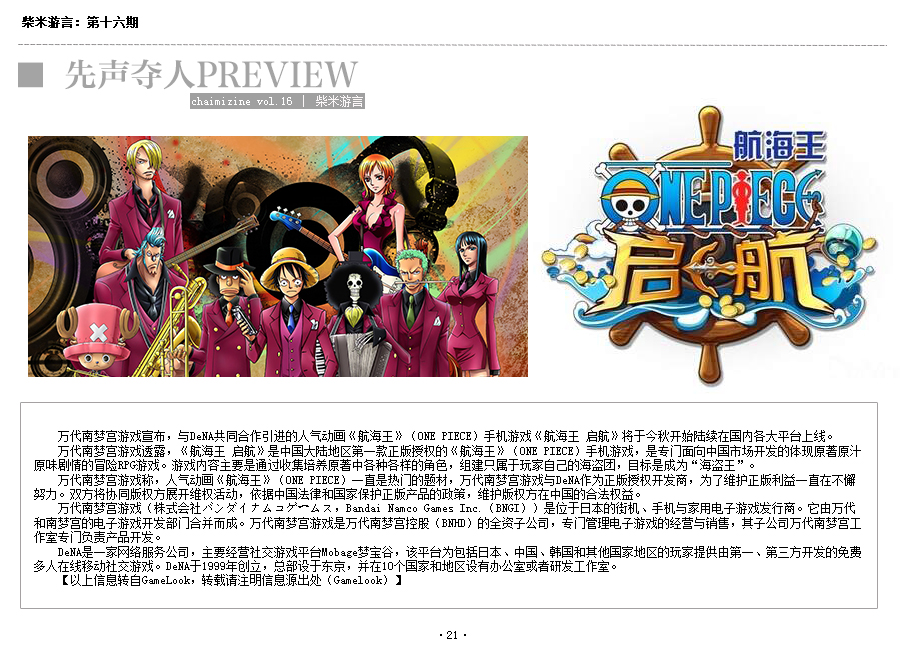 柴米游言：第十六期
先声夺人PREVIEW
chaimizine vol.16 | 柴米游言
航海王
ONE PIECE
启航
万代南梦宫游戏宣布，与DeNA共同合作引进的人气动画《航海王》（ONE PIECE）手机游戏《航海王 启航》将于今秋开始陆续在国内各大平台上线。
万代南梦宫游戏透露，《航海王 启航》是中国大陆地区第一款正版授权的《航海王》（ONE PIECE）手机游戏，是专门面向中国市场开发的体现原著原汁
原味剧情的冒险RPG游戏。游戏内容主要是通过收集培养原著中各种各样的角色，组建只属于玩家自己的海盗团，目标是成为“海盗王”。
万代南梦宫游戏称，人气动画《航海王》（ONE PIECE）一直是热门的题材，万代南梦宫游戏与DeNA作为正版授权开发商，为了维护正版利益一直在不懈
努力。双方将协同版权方展开维权活动，依据中国法律和国家保护正版产品的政策，维护版权方在中国的合法权益。
万代南梦宫游戏（株式会社バンダイナムコゲームス，Bandai Namco Games Inc.（BNGI））是位于日本的街机、手机与家用电子游戏发行商。它由万代
和南梦宫的电子游戏开发部门合并而成。万代南梦宫游戏是万代南梦宫控股（BNHD）的全资子公司，专门管理电子游戏的经营与销售，其子公司万代南梦宫工
作室专门负责产品开发。
DeNA是一家网络服务公司，主要经营社交游戏平台Mobage梦宝谷，该平台为包括日本、中国、韩国和其他国家地区的玩家提供由第一、第三方开发的免费
多人在线移动社交游戏。DeNA于1999年创立，总部设于东京，并在10个国家和地区设有办公室或者研发工作室。
【以上信息转自GameLook，转载请注明信息源出处（Gamelook）】
·21·